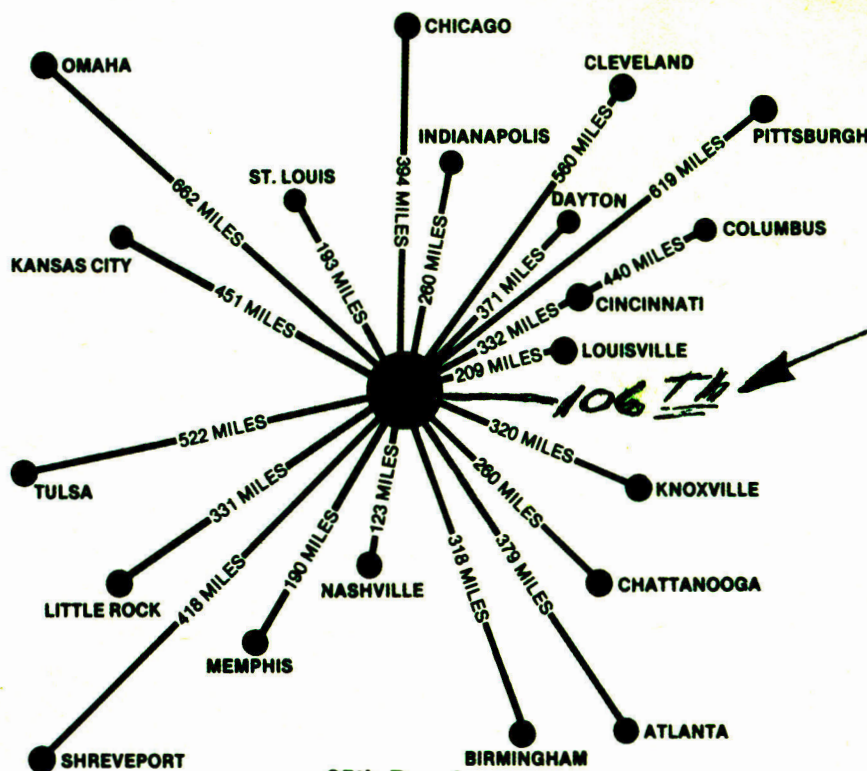 CHICAGO
OMAHA
CLEVELAND
PITTSBURGH
INDIANAPOLIS
ST. LOUIS
DAYTON
COLUMBUS
KANSAS CITY
CINCINNATI
LOUISVILLE
662 MILES
394 MILES
560 MILES
619 MILES
193 MILES
260 MILES
371 MILES
440 MILES
451 MILES
332 MILES
209 MILES
106 Th
522 MILES
320 MILES
TULSA
331 MILES
260 MILES
KNOXVILLE
123 MILES
418 MILES
190 MILES
318 MILES
379 MILES
LITTLE ROCK
NASHVILLE
CHATTANOOGA
MEMPHIS
SHREVEPORT
BIRMINGHAM
ATLANTA